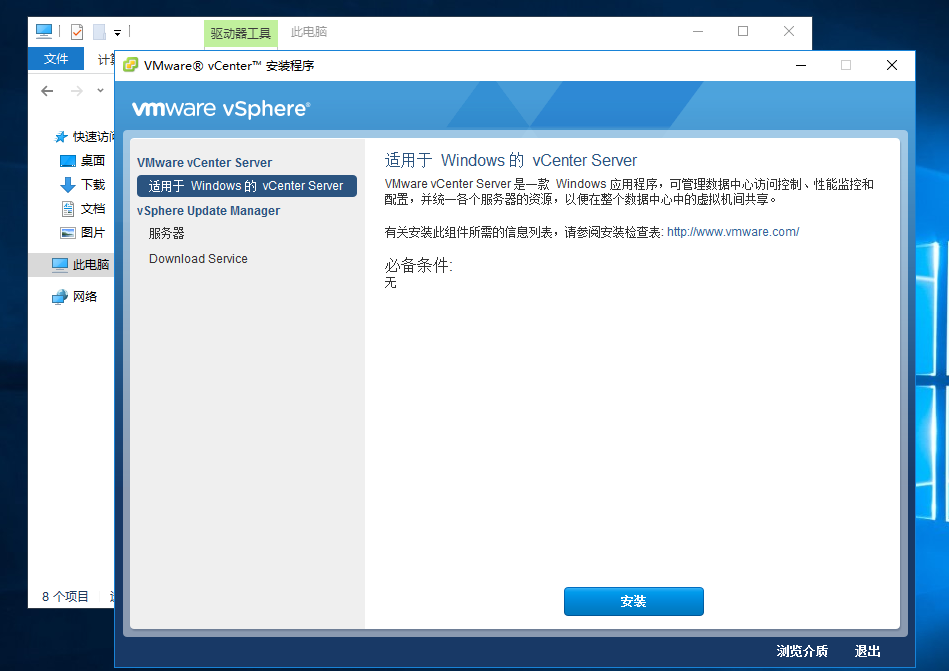 驱动器工具
此电脑
文件
VMware® vCenter™ 安装程序
vmware vSphere®
快速访问
桌面
下载
文档
图片
此电脑
网络
8 个项目
VMware vCenter Server
适用于 Windows 的 vCenter Server
vSphere Update Manager
服务器
Download Service
适用于 Windows 的 vCenter Server
VMware vCenter Server 是一款 Windows 应用程序，可管理数据中心访问控制、性能监控和
配置，并统一各个服务器的资源，以便在整个数据中心中的虚拟机间共享。
有关安装此组件所需的信息列表，请参阅安装检查表: http://www.vmware.com/
必备条件:
无
安装
浏览介质
退出